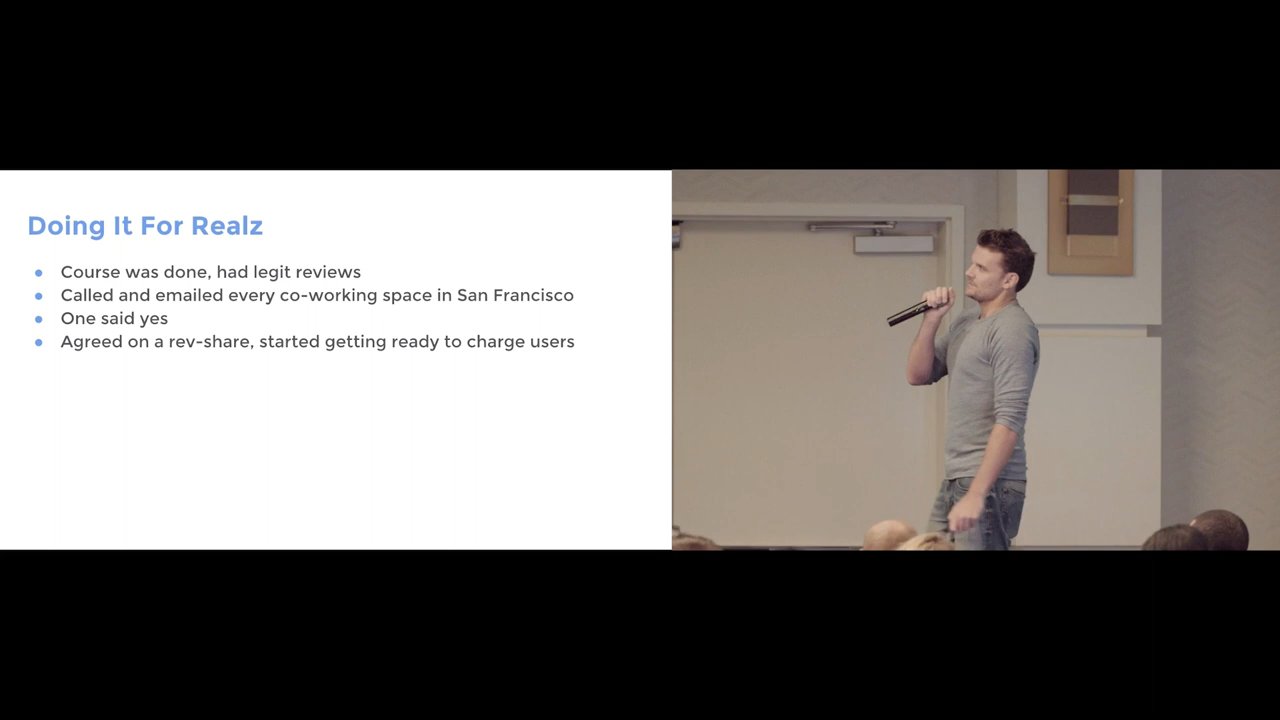 Doing It For Realz
Course was done, had legit reviews
Called and emailed every co-working space in San Francisco
One said yes
Agreed on a rev-share, started getting ready to charge users